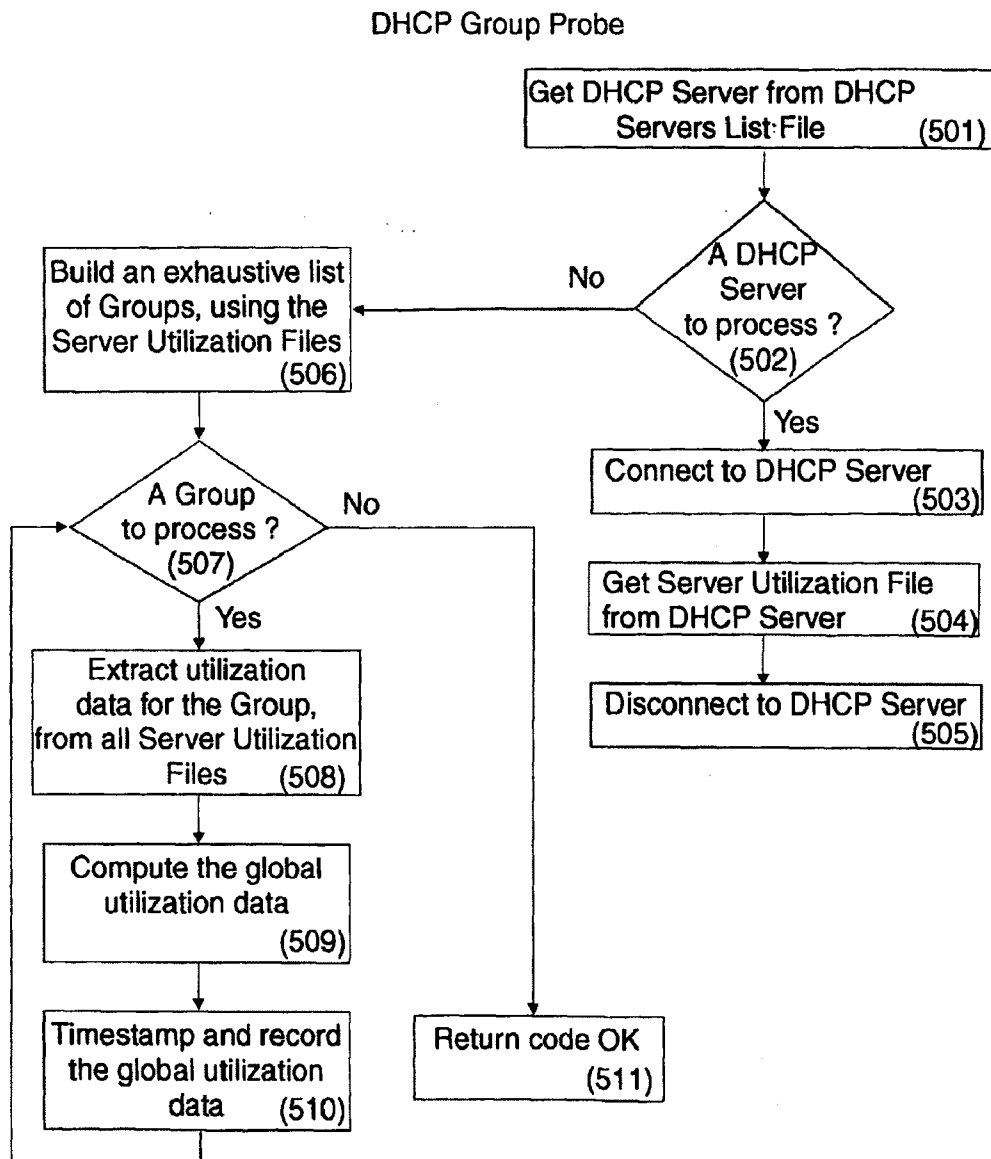 DHCP Group Probe
Get DHCP Server from DHCP
Servers List File
(501)
A DHCP
Server
to process ?
(502)
No
Yes
Build an exhaustive list
of Groups, using the
Server Utilization Files
(506)
Connect to DHCP Server
(503)
Get Server Utilization File
from DHCP Server
(504)
Disconnect to DHCP Server
(505)
A Group
to process ?
(507)
No
Yes
Extract utilization
data for the Group,
from all Server Utilization
Files
(508)
Compute the global
utilization data
(509)
Timestamp and record
the global utilization
data
(510)
Return code OK
(511)